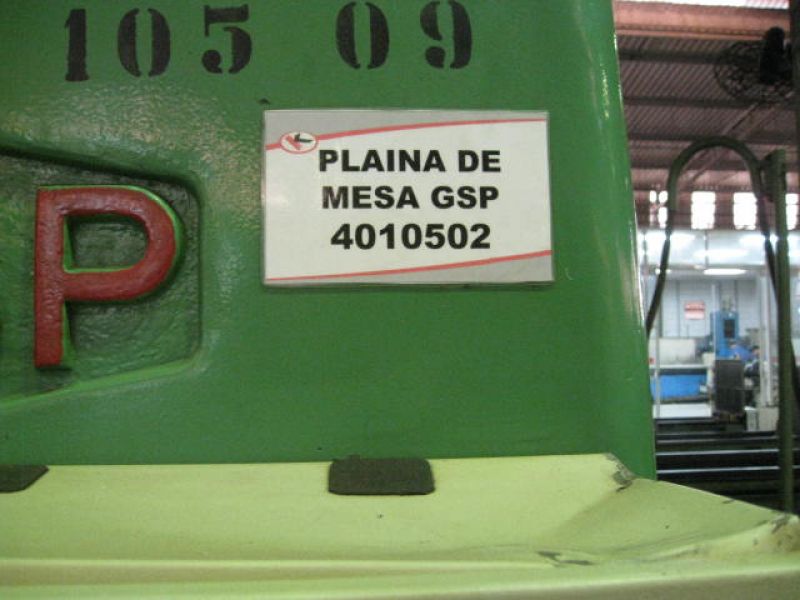 105 09
PLAINA DE
MESA GSP
4010502
P